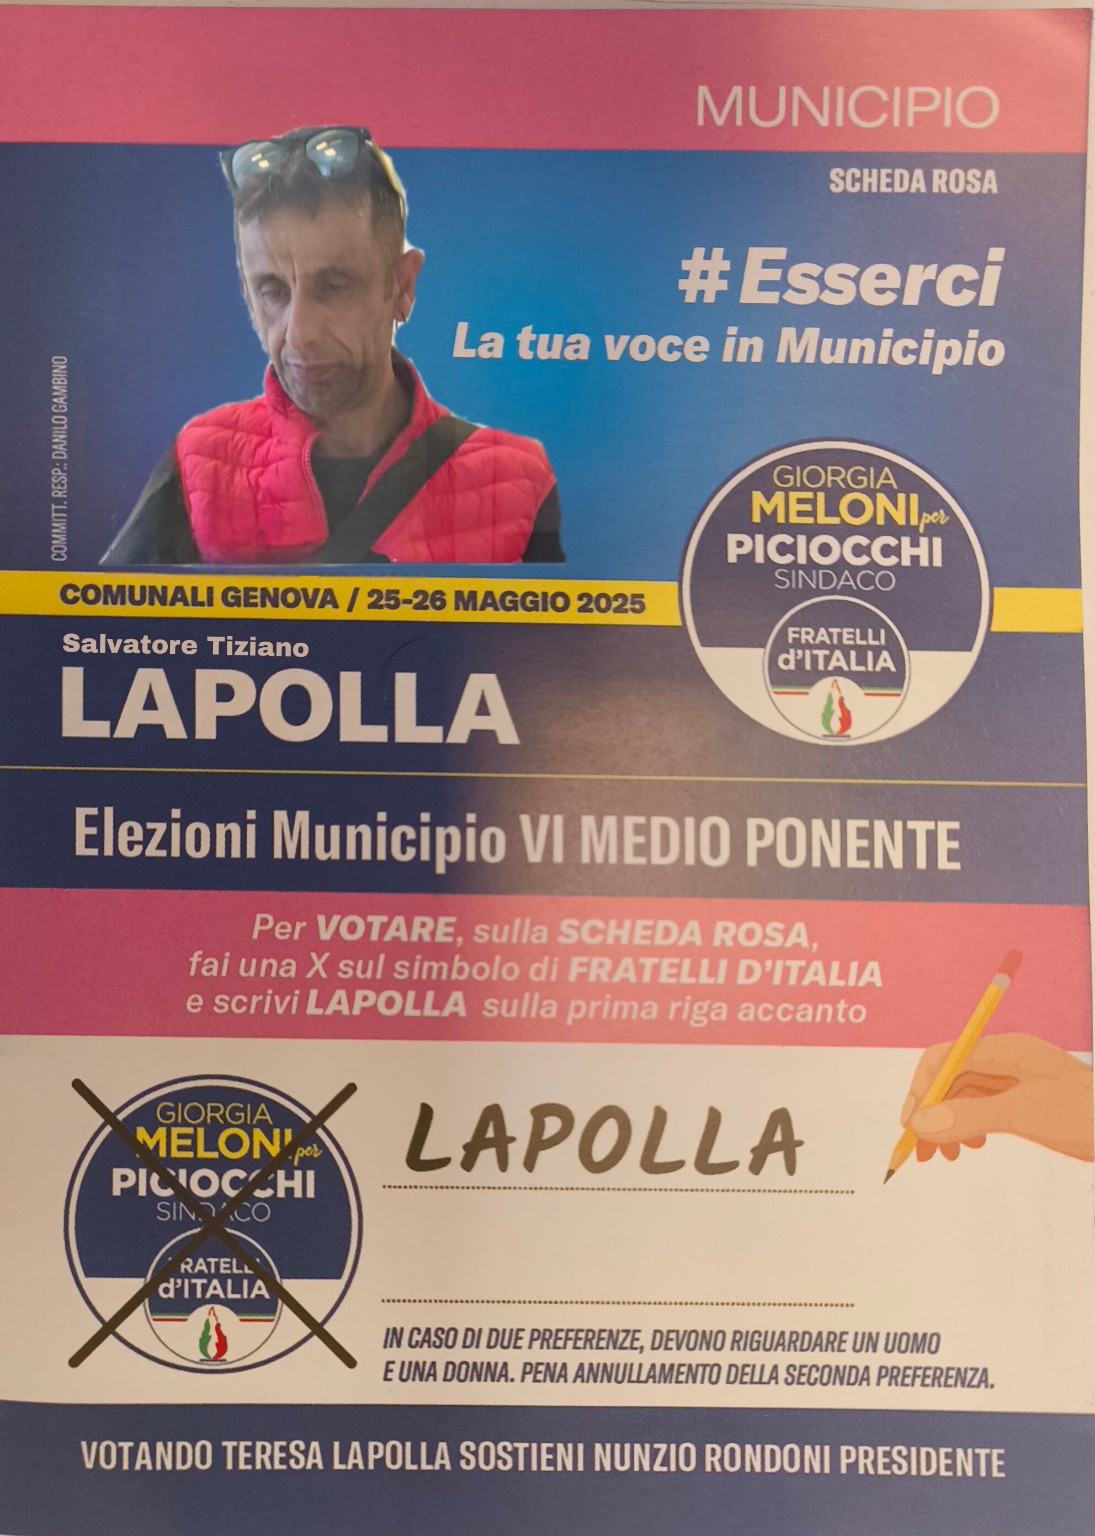 MUNICIPIO
SCHEDA ROSA
#Esserci
La tua voce in Municipio
COMMITT. RESP.: DANILO GAMBINO
GIORGIA
MELONI per
PICIOCCHI
SINDACO
FRATELLI
d'ITALIA
COMUNALI GENOVA / 25-26 MAGGIO 2025
Salvatore Tiziano
LAPOLLA
Elezioni Municipio VI MEDIO PONENTE
Per VOTARE, sulla SCHEDA ROSA,
fai una X sul simbolo di FRATELLI D'ITALIA
e scrivi LAPOLLA sulla prima riga accanto
GIORGIA
MELONI per
PICIOCCHI
SINDACO
FRATELLI
d'ITALIA
LAPOLLA
IN CASO DI DUE PREFERENZE, DEVONO RIGUARDARE UN UOMO
E UNA DONNA. PENA ANNULLAMENTO DELLA SECONDA PREFERENZA.
VOTANDO TERESA LAPOLLA SOSTIENI NUNZIO RONDONI PRESIDENTE